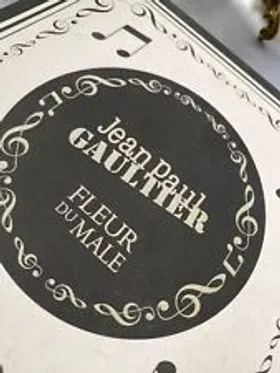 Jean Paul
GAULTIER
FLEUR
DU MALE